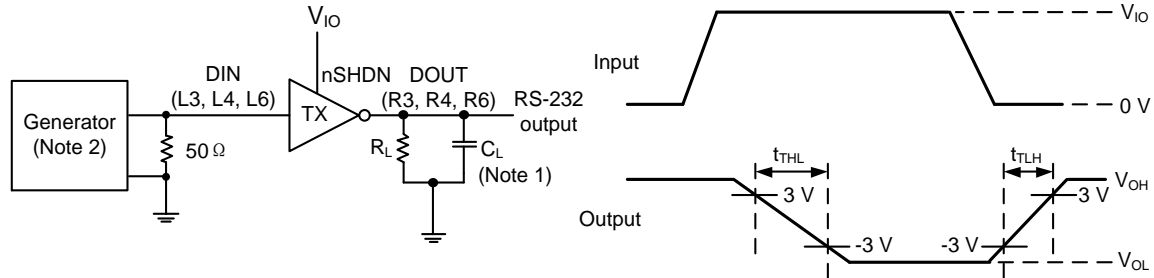 V_IO
nSHDN
DIN
(L3, L4, L6)
DOUT
(R3, R4, R6)
RS-232
output
TX
Generator
(Note 2)
50 Ω
R_L
C_L
(Note 1)
Input
V_IO
0 V
Output
t_THL
t_TLH
3 V
-3 V
-3 V
3 V
V_OH
V_OL